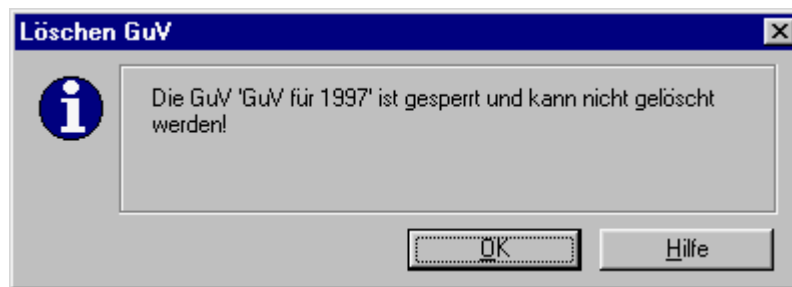 Löschen GuV
Die GuV 'GuV für 1997' ist gesperrt und kann nicht gelöscht
werden!
OK
Hilfe